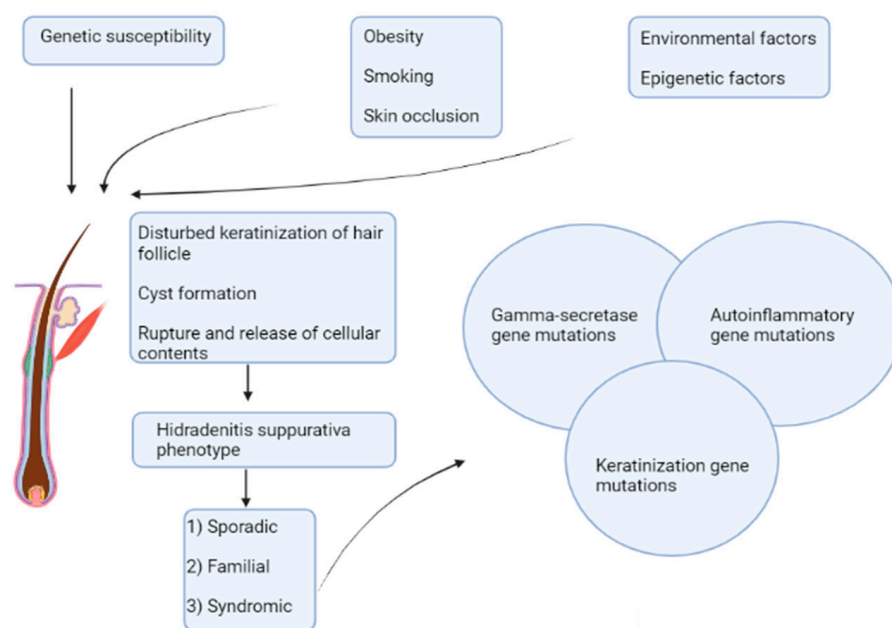 Genetic susceptibility
Obesity
Smoking
Skin occlusion
Environmental factors
Epigenetic factors
Disturbed keratinization of hair
follicle
Cyst formation
Rupture and release of cellular
contents
Hidradenitis suppurativa
phenotype
1) Sporadic
2) Familial
3) Syndromic
Gamma-secretase
gene mutations
Autoinflammatory
gene mutations
Keratinization gene
mutations